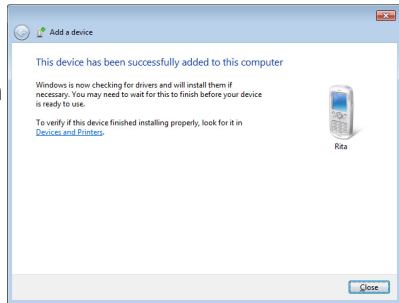 Add a device
This device has been successfully added to this computer
Windows is now checking for drivers and will install them if
necessary. You may need to wait for this to finish before your device
is ready to use.
To verify if this device finished installing properly, look for it in
Devices and Printers.
Rita
Close